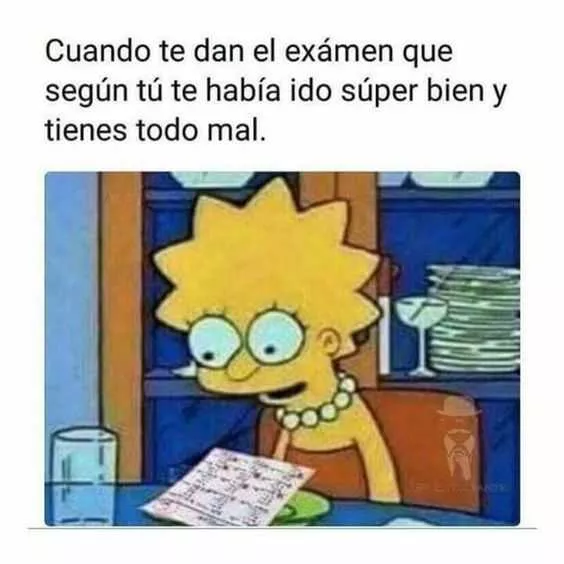 Cuando te dan el exámen que
según tú te había ido súper bien y
tienes todo mal.